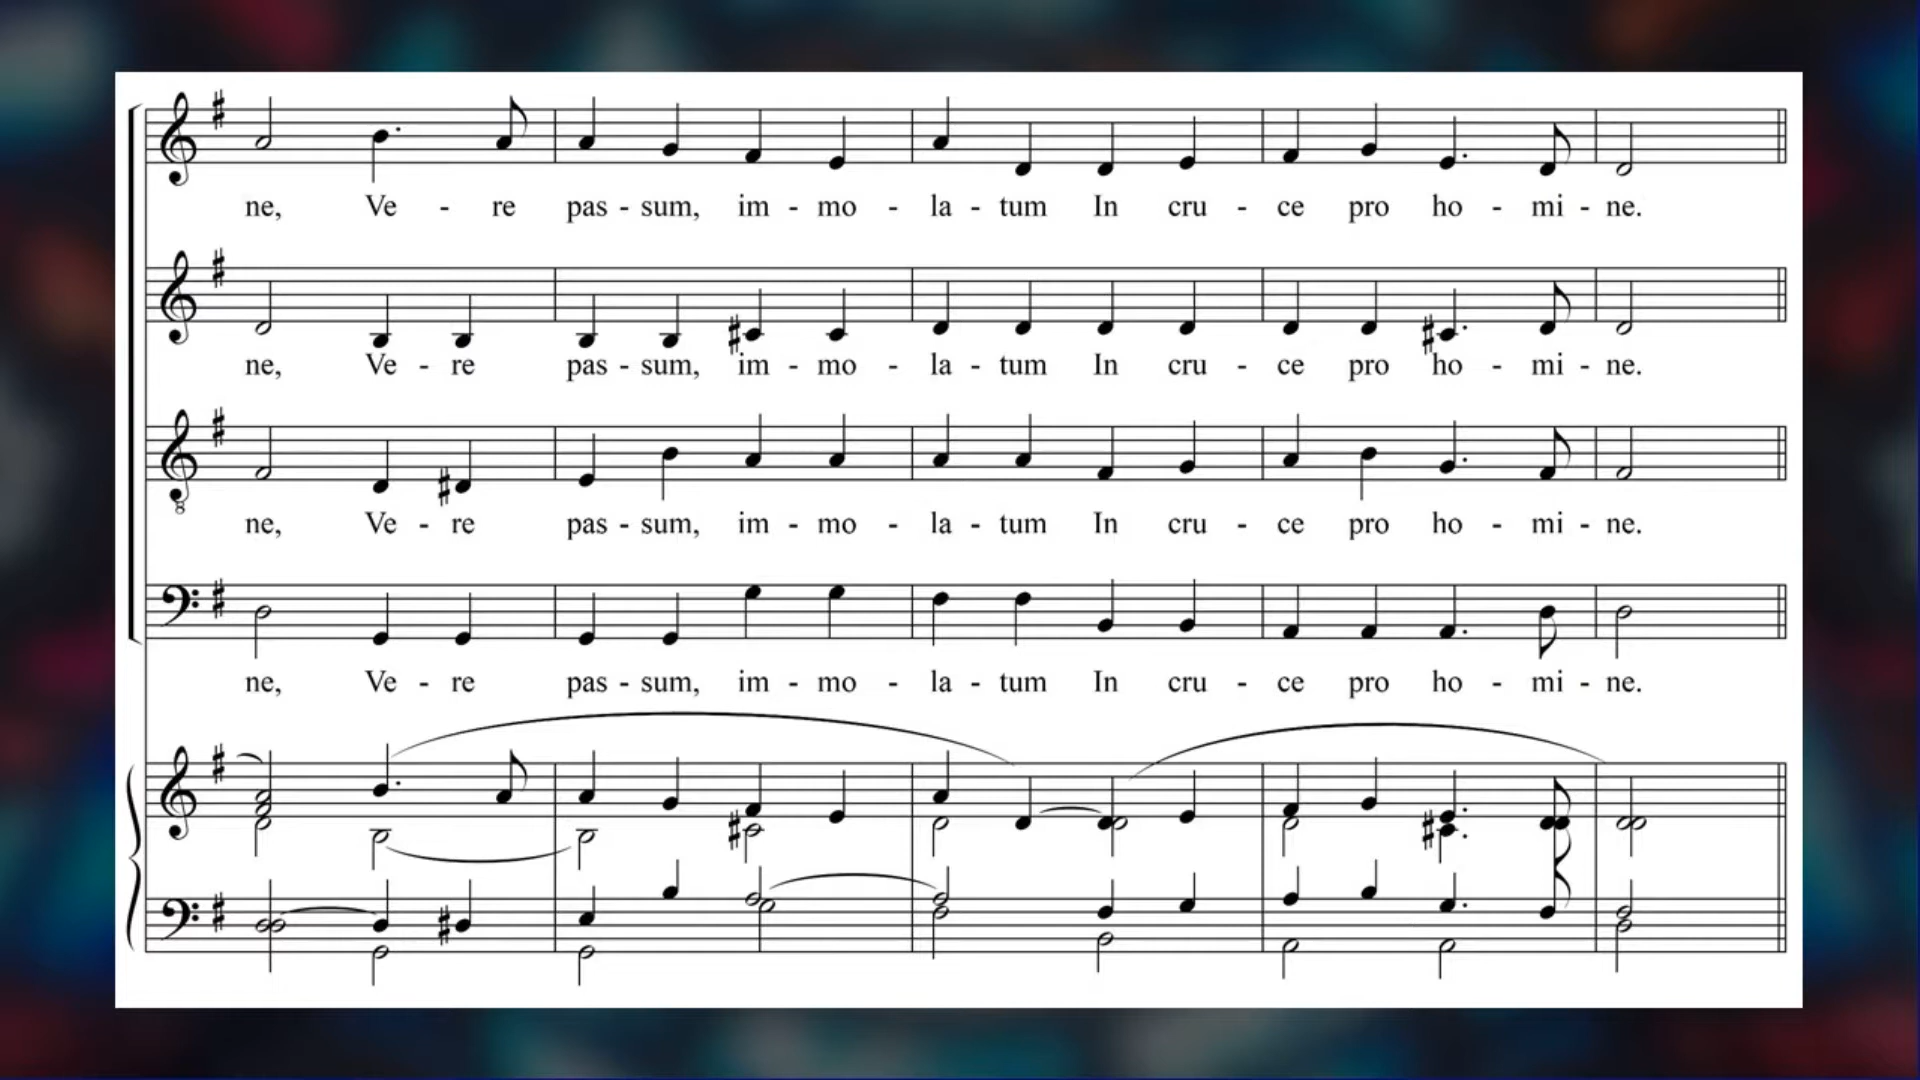 ne, Ve - re pas - sum, im - mo - la - tum In cru - ce pro ho - mi - ne.
ne, Ve - re pas - sum, im - mo - la - tum In cru - ce pro ho - mi - ne.
8
ne, Ve - re pas - sum, im - mo - la - tum In cru - ce pro ho - mi - ne.
ne, Ve - re pas - sum, im - mo - la - tum In cru - ce pro ho - mi - ne.